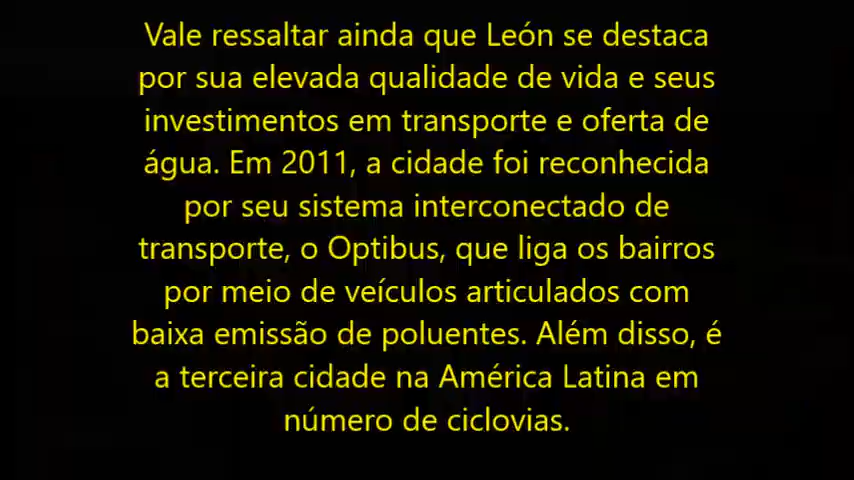 Vale ressaltar ainda que León se destaca
por sua elevada qualidade de vida e seus
investimentos em transporte e oferta de
água. Em 2011, a cidade foi reconhecida
por seu sistema interconectado de
transporte, o Optibus, que liga os bairros
por meio de veículos articulados com
baixa emissão de poluentes. Além disso, é
a terceira cidade na América Latina em
número de ciclovias.